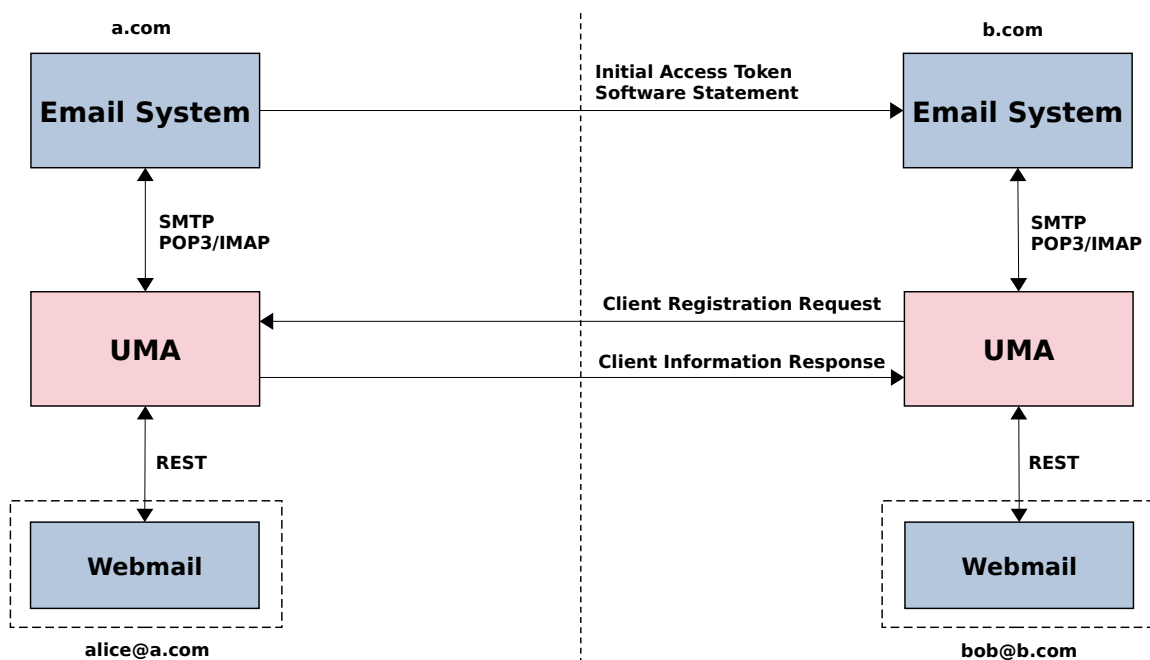 a.com
b.com
Email System
Initial Access Token
Software Statement
Email System
SMTP
POP3/IMAP
SMTP
POP3/IMAP
Client Registration Request
UMA
UMA
Client Information Response
REST
REST
Webmail
Webmail
alice@a.com
bob@b.com